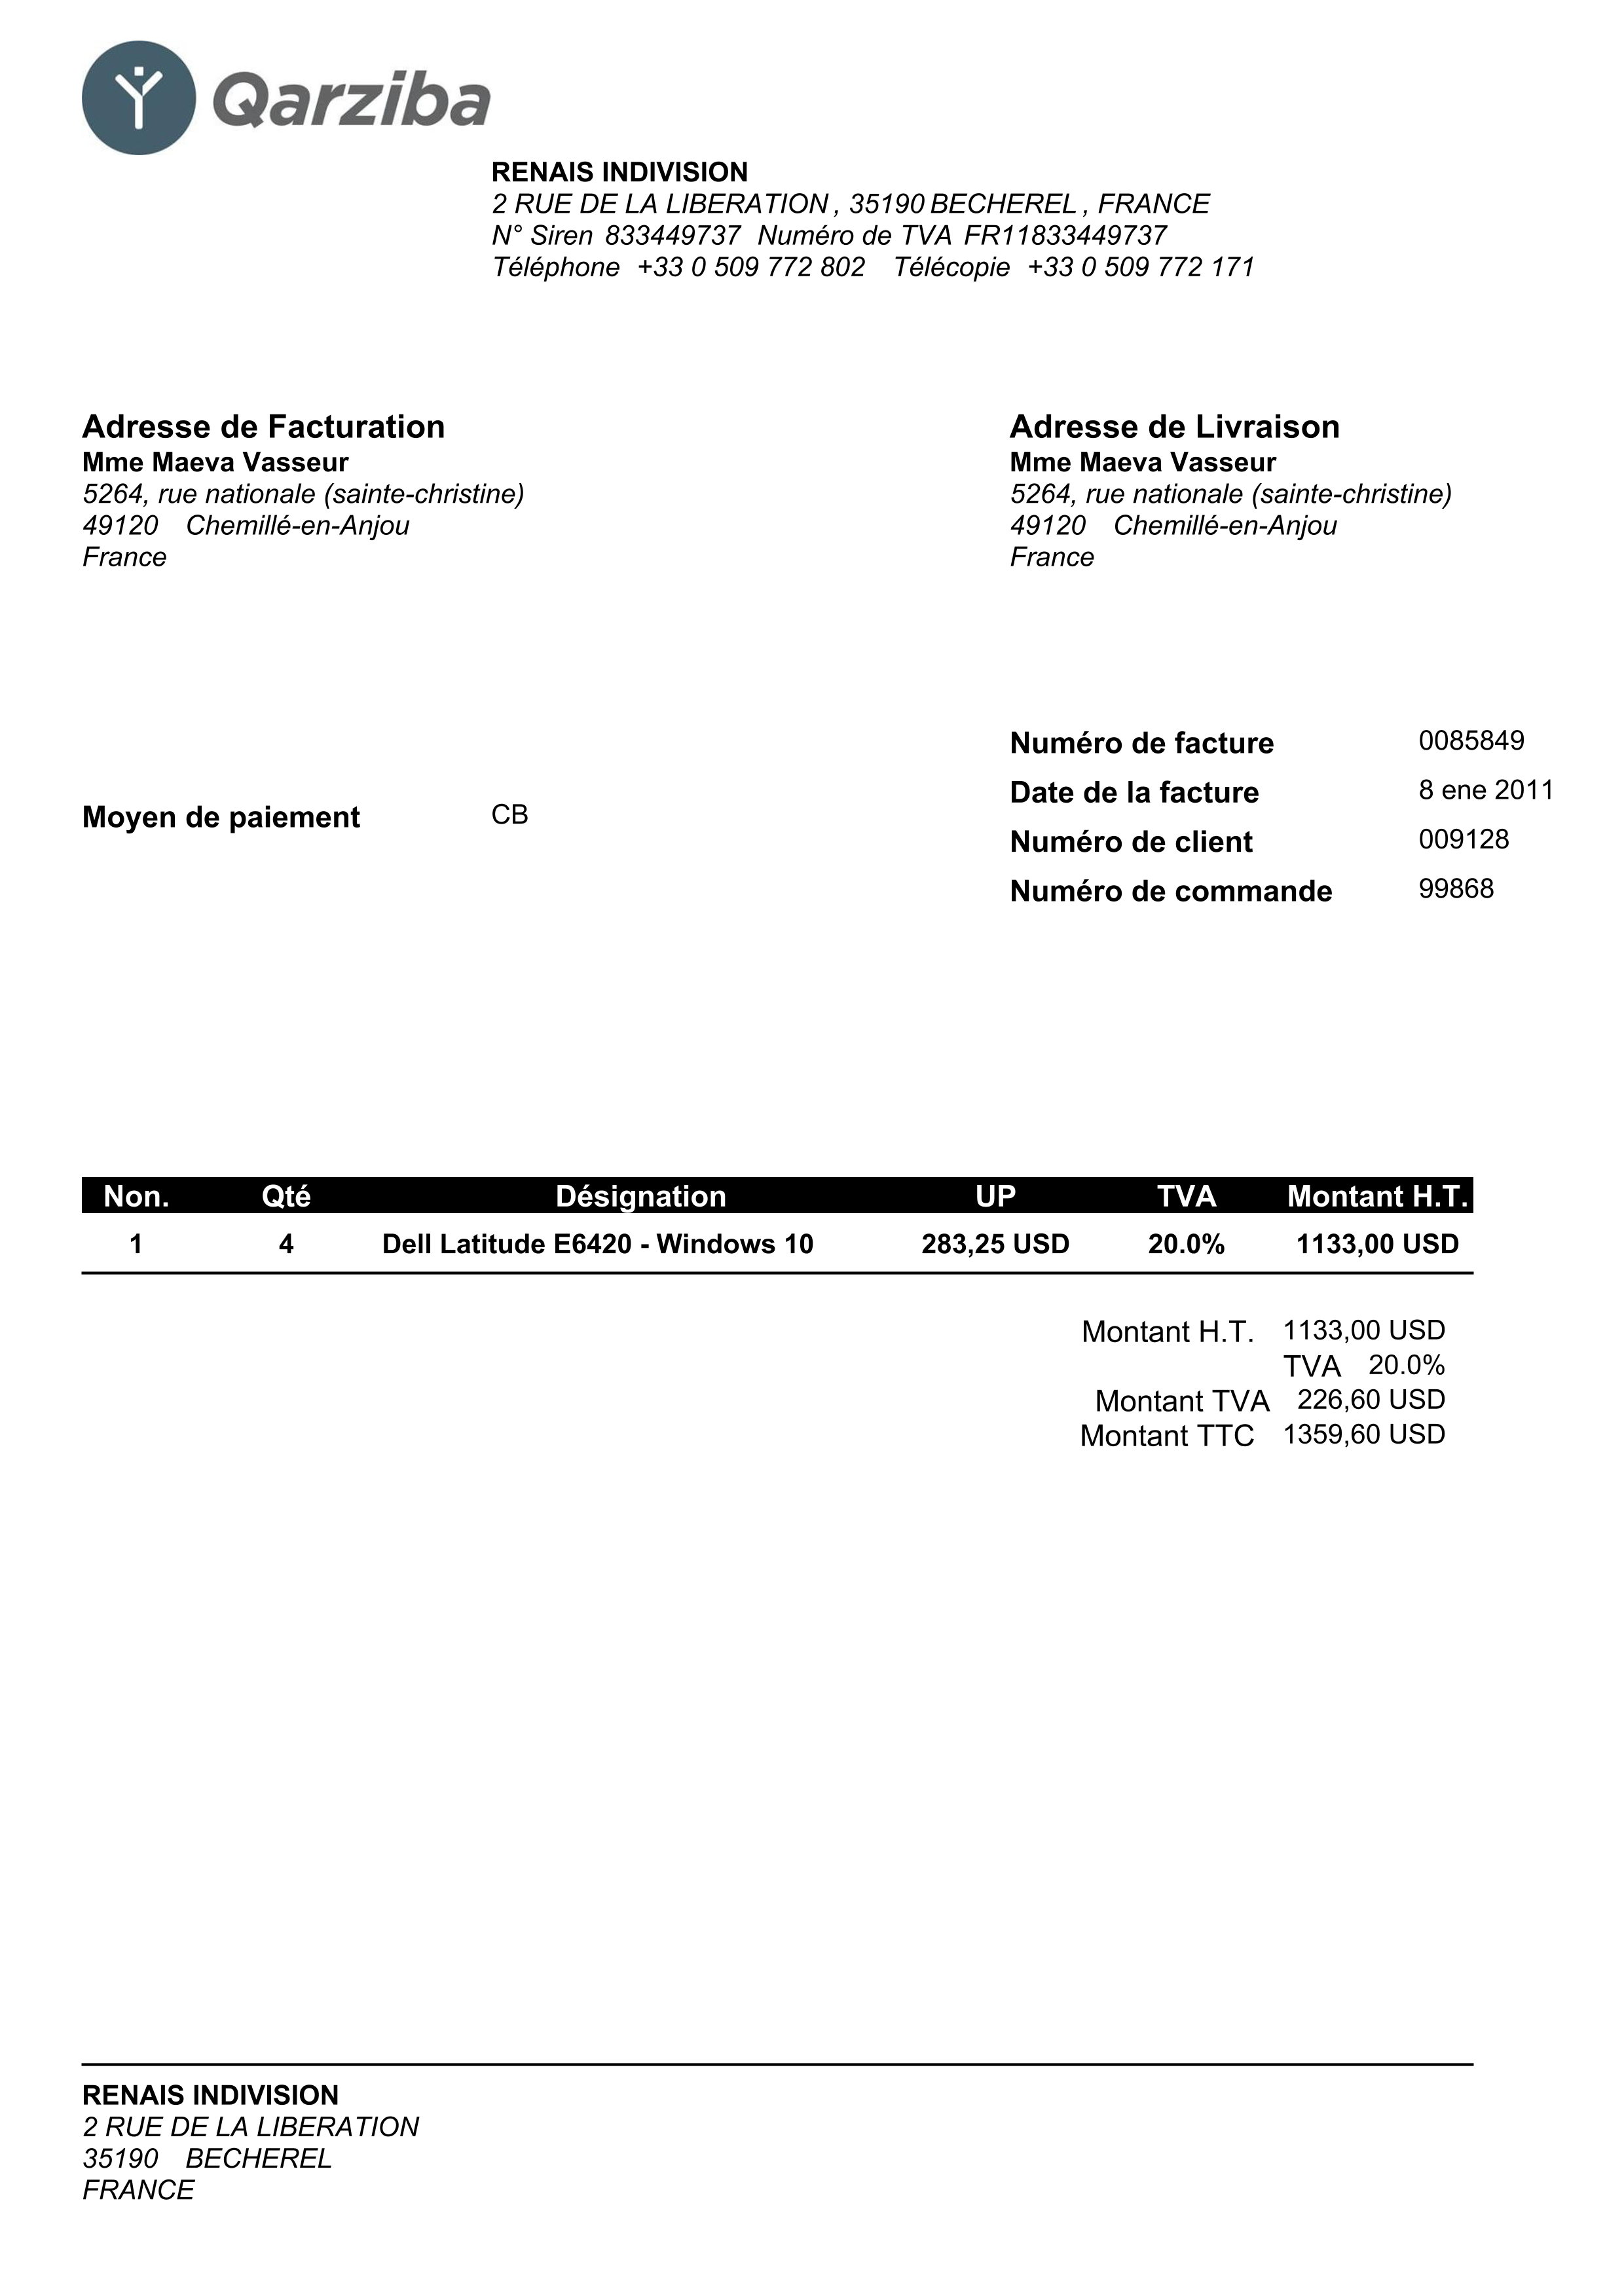 Qarziba
RENAIS INDIVISION
2 RUE DE LA LIBERATION , 35190 BECHEREL , FRANCE
N° Siren 833449737 Numéro de TVA FR11833449737
Téléphone +33 0 509 772 802 Télécopie +33 0 509 772 171
Adresse de Facturation
Mme Maeva Vasseur
5264, rue nationale (sainte-christine)
49120 Chemillé-en-Anjou
France
Adresse de Livraison
Mme Maeva Vasseur
5264, rue nationale (sainte-christine)
49120 Chemillé-en-Anjou
France
Moyen de paiement CB
Numéro de facture 0085849
Date de la facture 8 ene 2011
Numéro de client 009128
Numéro de commande 99868
Non. Qté Désignation UP TVA Montant H.T.
1 4 Dell Latitude E6420 - Windows 10 283,25 USD 20.0% 1133,00 USD
Montant H.T. 1133,00 USD
TVA 20.0%
Montant TVA 226,60 USD
Montant TTC 1359,60 USD
RENAIS INDIVISION
2 RUE DE LA LIBERATION
35190 BECHEREL
FRANCE